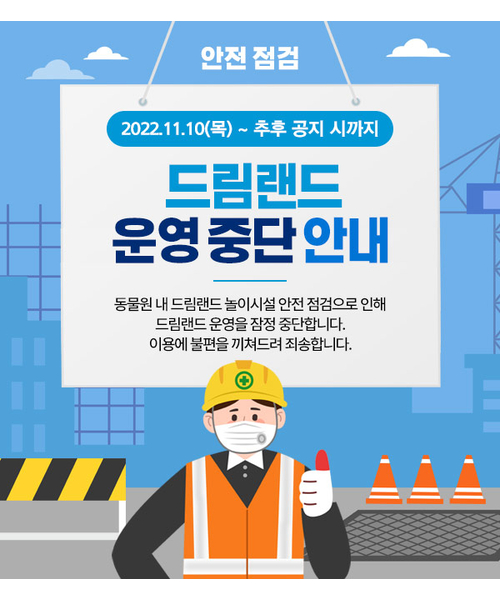 안전 점검
2022.11.10(목) ~ 추후 공지 시까지
드림랜드
운영 중단 안내
동물원 내 드림랜드 놀이시설 안전 점검으로 인해
드림랜드 운영을 잠정 중단합니다.
이용에 불편을 끼쳐드려 죄송합니다.